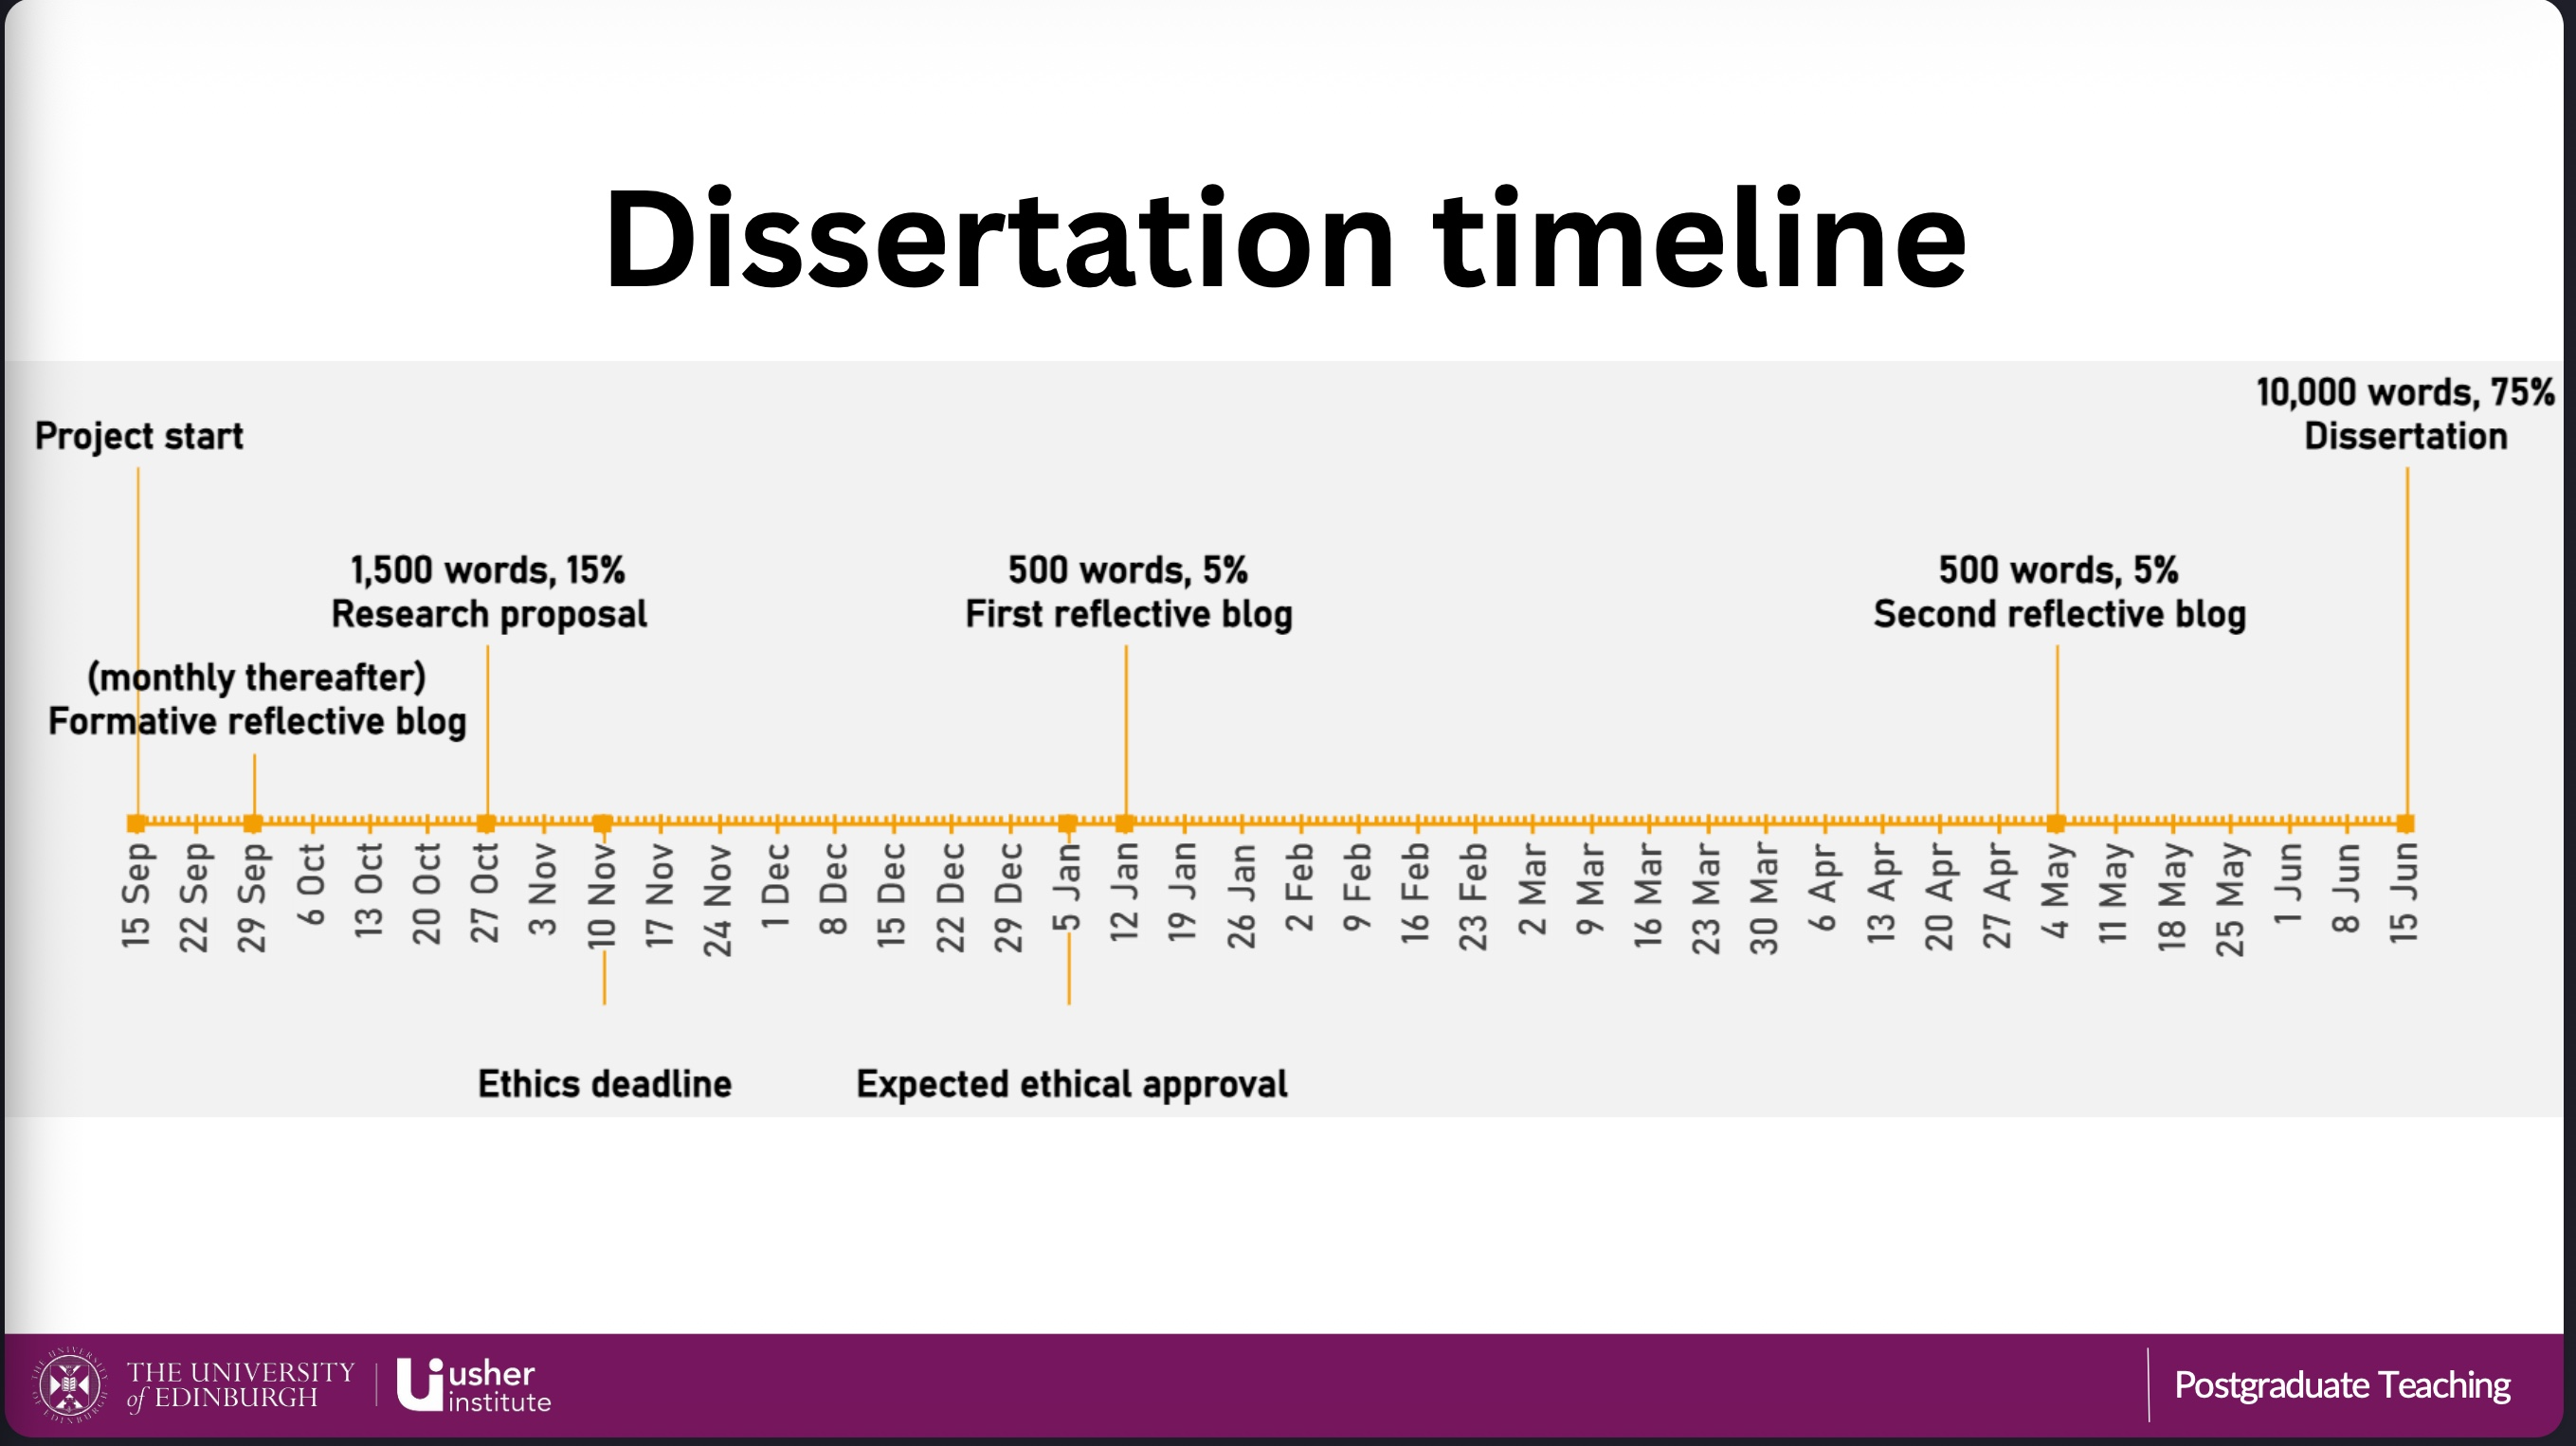 Dissertation timeline
10,000 words, 75%
Dissertation
Project start
1,500 words, 15%
Research proposal
500 words, 5%
First reflective blog
500 words, 5%
Second reflective blog
(monthly thereafter)
Formative reflective blog
15 Sep
22 Sep
29 Sep
6 Oct
13 Oct
20 Oct
27 Oct
3 Nov
10 Nov
17 Nov
24 Nov
1 Dec
8 Dec
15 Dec
22 Dec
29 Dec
5 Jan
12 Jan
19 Jan
26 Jan
2 Feb
9 Feb
16 Feb
23 Feb
2 Mar
9 Mar
16 Mar
23 Mar
30 Mar
6 Apr
13 Apr
20 Apr
27 Apr
4 May
11 May
18 May
25 May
1 Jun
8 Jun
15 Jun
Ethics deadline
Expected ethical approval
THE UNIVERSITY
of EDINBURGH
usher
institute
Postgraduate Teaching